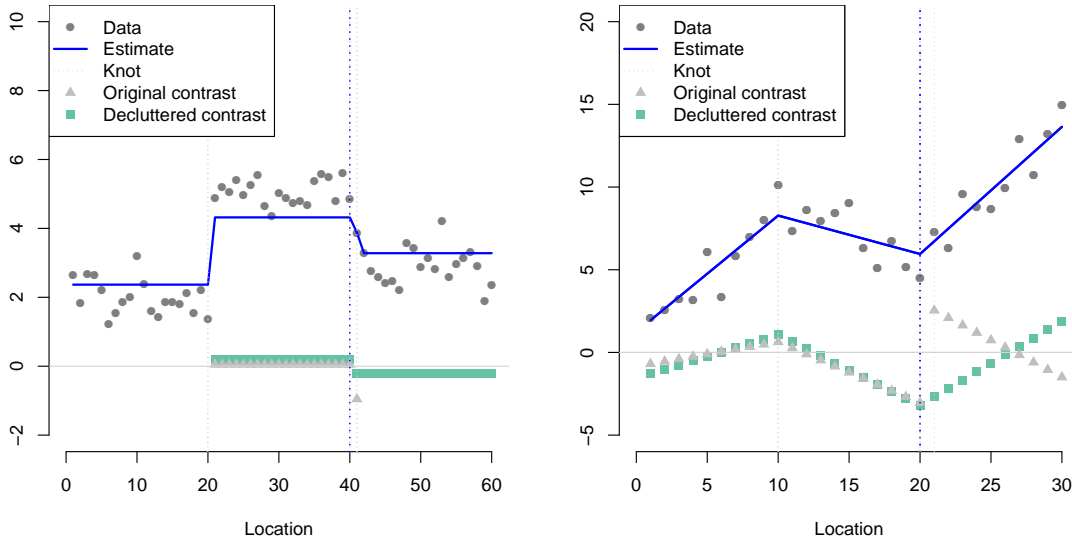 10
8
6
4
2
0
−2
Data
Estimate
Knot
Original contrast
Decluttered contrast
0 10 20 30 40 50 60
Location
20
15
10
5
0
−5
Data
Estimate
Knot
Original contrast
Decluttered contrast
0 5 10 15 20 25 30
Location